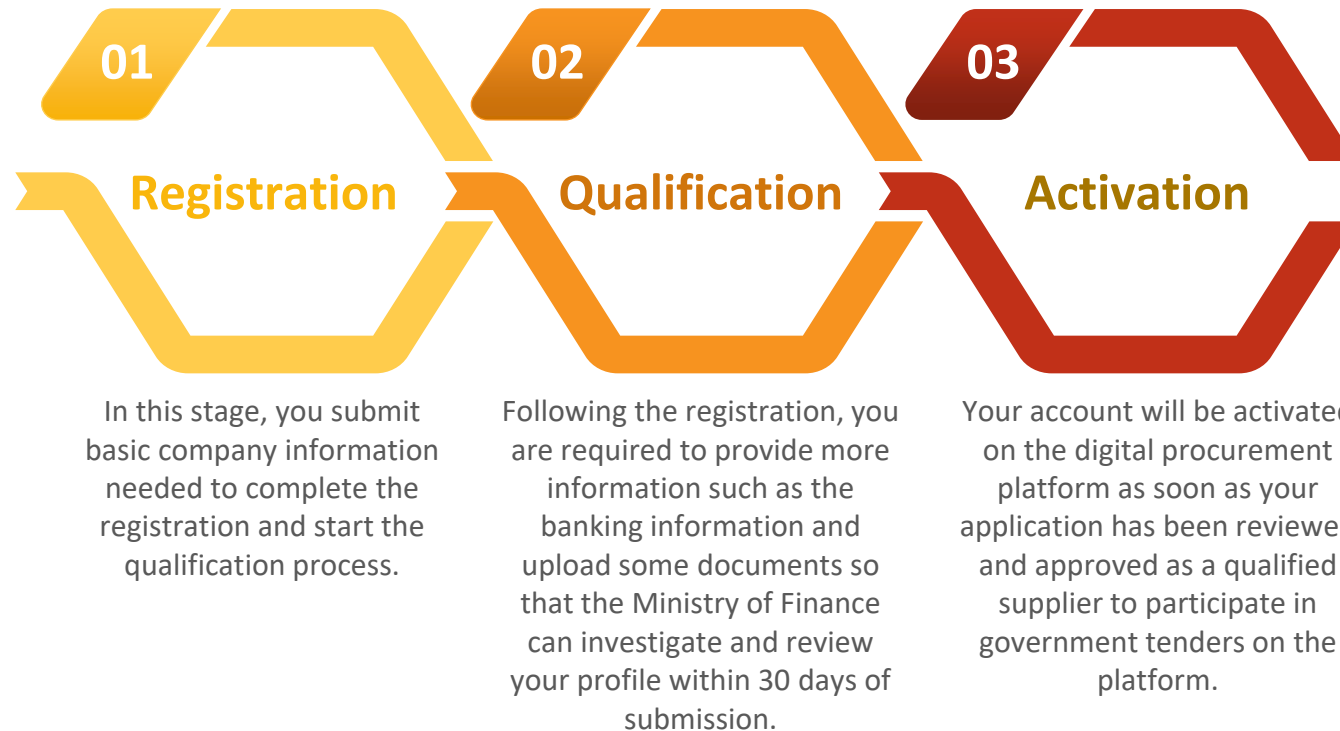 01
Registration
In this stage, you submit
basic company information
needed to complete the
registration and start the
qualification process.
02
Qualification
Following the registration, you
are required to provide more
information such as the
banking information and
upload some documents so
that the Ministry of Finance
can investigate and review
your profile within 30 days of
submission.
03
Activation
Your account will be activated
on the digital procurement
platform as soon as your
application has been reviewe
and approved as a qualified
supplier to participate in
government tenders on the
platform.